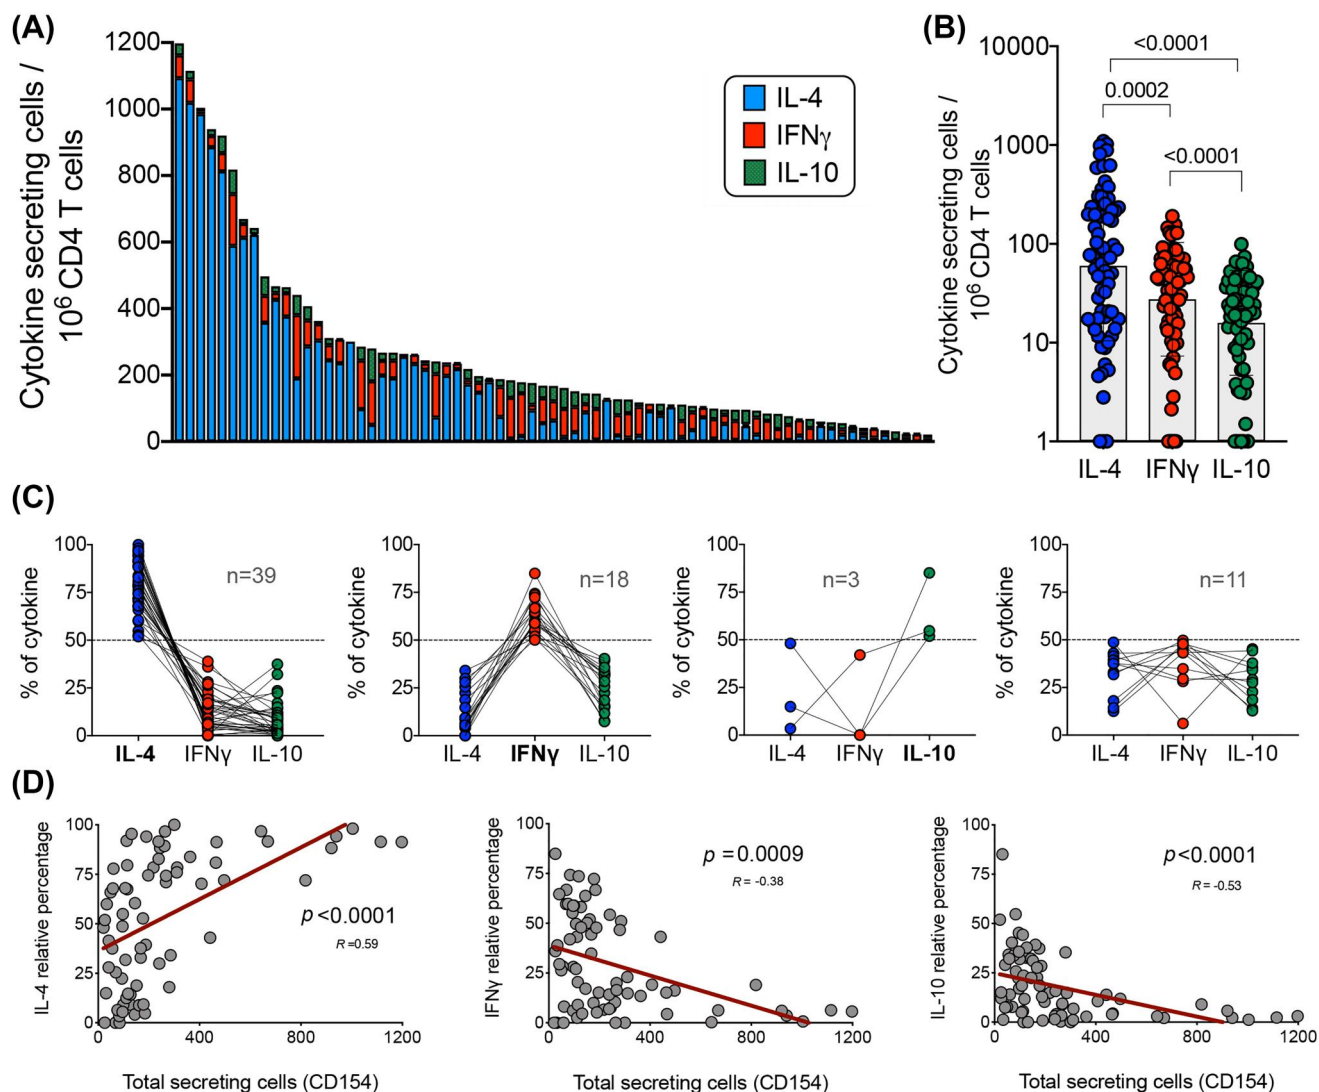 (A)
Cytokine secreting cells /
10⁶ CD4 T cells
1200
1000
800
600
400
200
0
IL-4
IFNγ
IL-10
(B)
Cytokine secreting cells /
10⁶ CD4 T cells
10000
1000
100
10
1
<0.0001
0.0002
<0.0001
IL-4 IFNγ IL-10
(C)
% of cytokine
100
75
50
25
0
n=39
IL-4 IFNγ IL-10
% of cytokine
100
75
50
25
0
n=18
IL-4 IFNγ IL-10
% of cytokine
100
75
50
25
0
n=3
IL-4 IFNγ IL-10
% of cytokine
100
75
50
25
0
n=11
IL-4 IFNγ IL-10
(D)
IL-4 relative percentage
100
75
50
25
0
p<0.0001
R=0.59
0 400 800 1200
Total secreting cells (CD154)
IFNγ relative percentage
100
75
50
25
0
p=0.0009
R= -0.38
0 400 800 1200
Total secreting cells (CD154)
IL-10 relative percentage
100
75
50
25
0
p<0.0001
R= -0.53
0 400 800 1200
Total secreting cells (CD154)